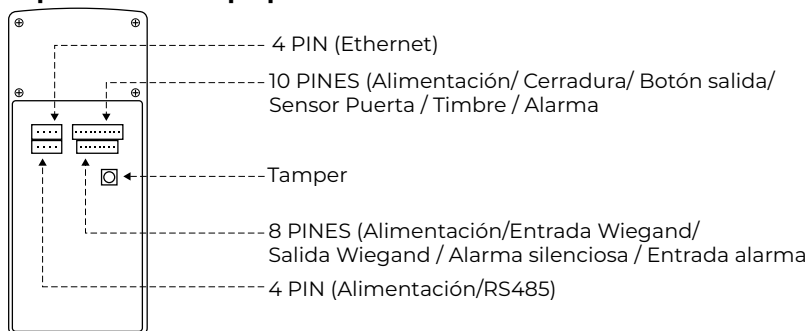 4 PIN (Ethernet)
10 PINES (Alimentación/ Cerradura/ Botón salida/
Sensor Puerta / Timbre / Alarma
Tamper
8 PINES (Alimentación/Entrada Wiegand/
Salida Wiegand / Alarma silenciosa / Entrada alarma
4 PIN (Alimentación/RS485)